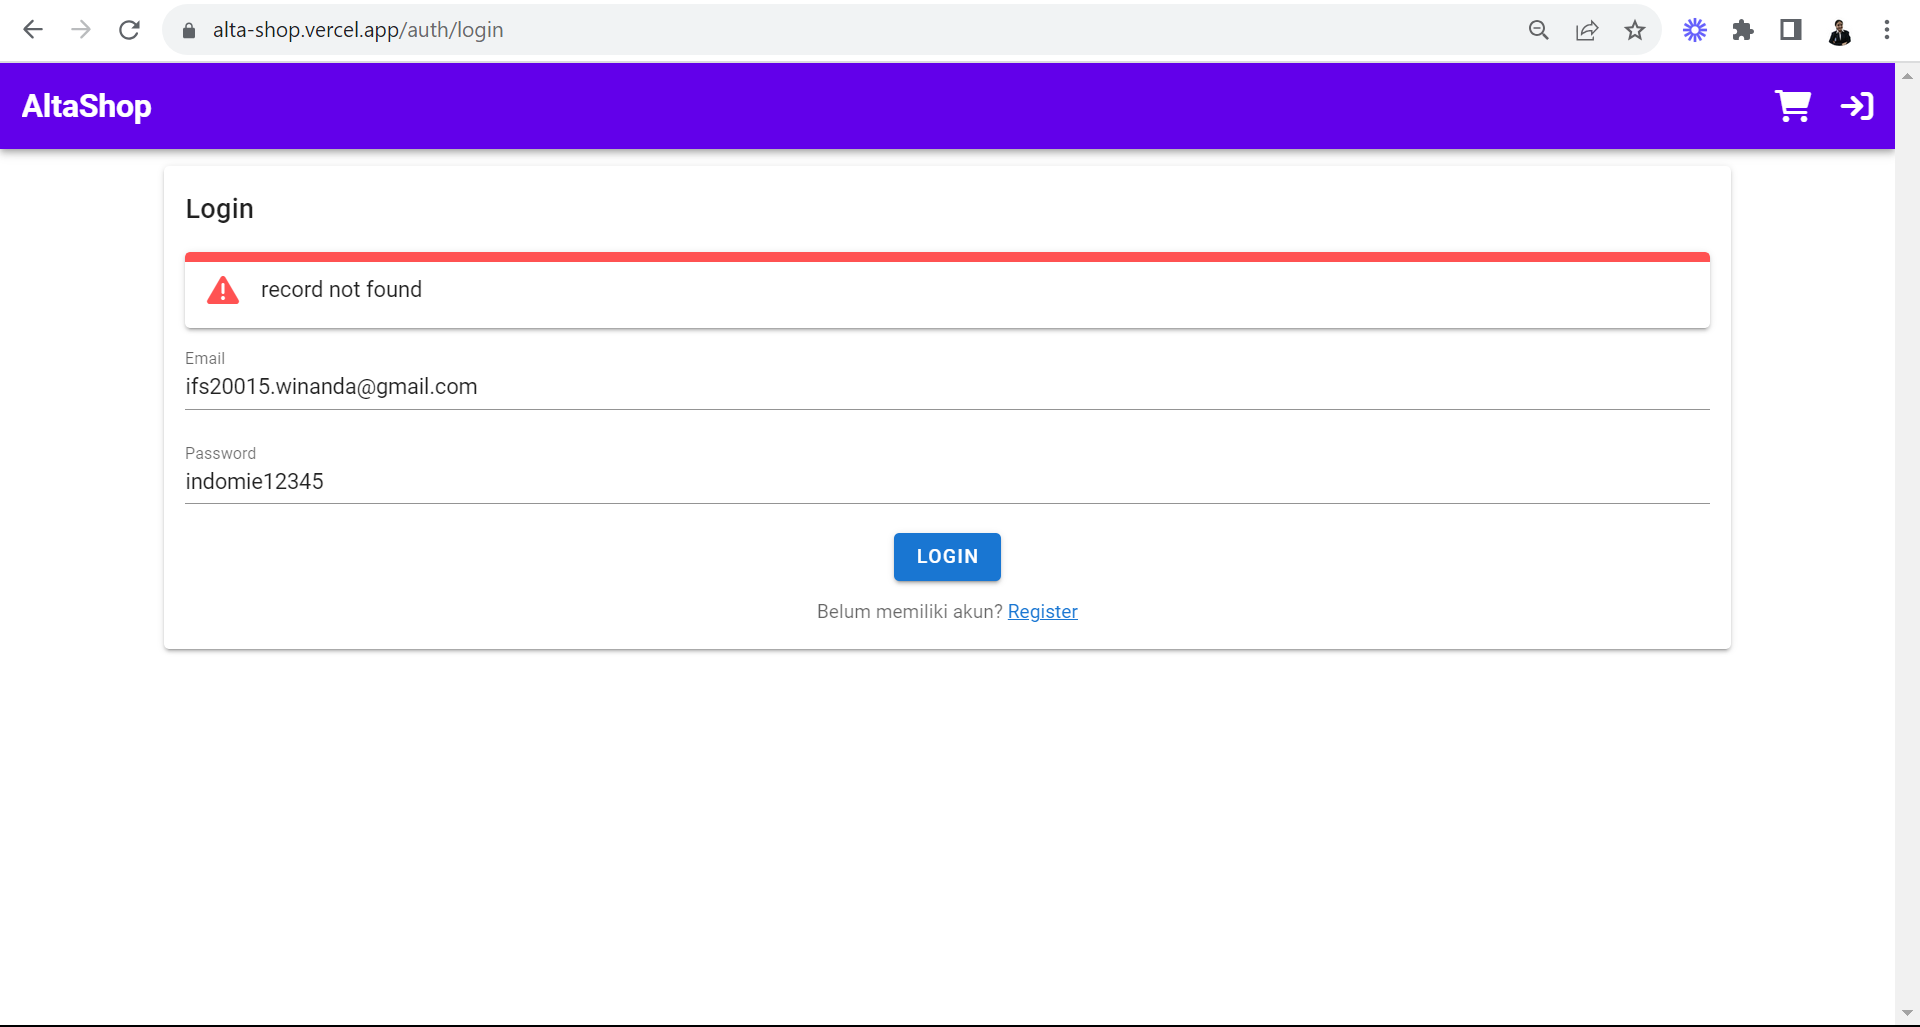 alta-shop.vercel.app/auth/login
AltaShop
Login
record not found
Email
ifs20015.winanda@gmail.com
Password
indomie12345
LOGIN
Belum memiliki akun? Register